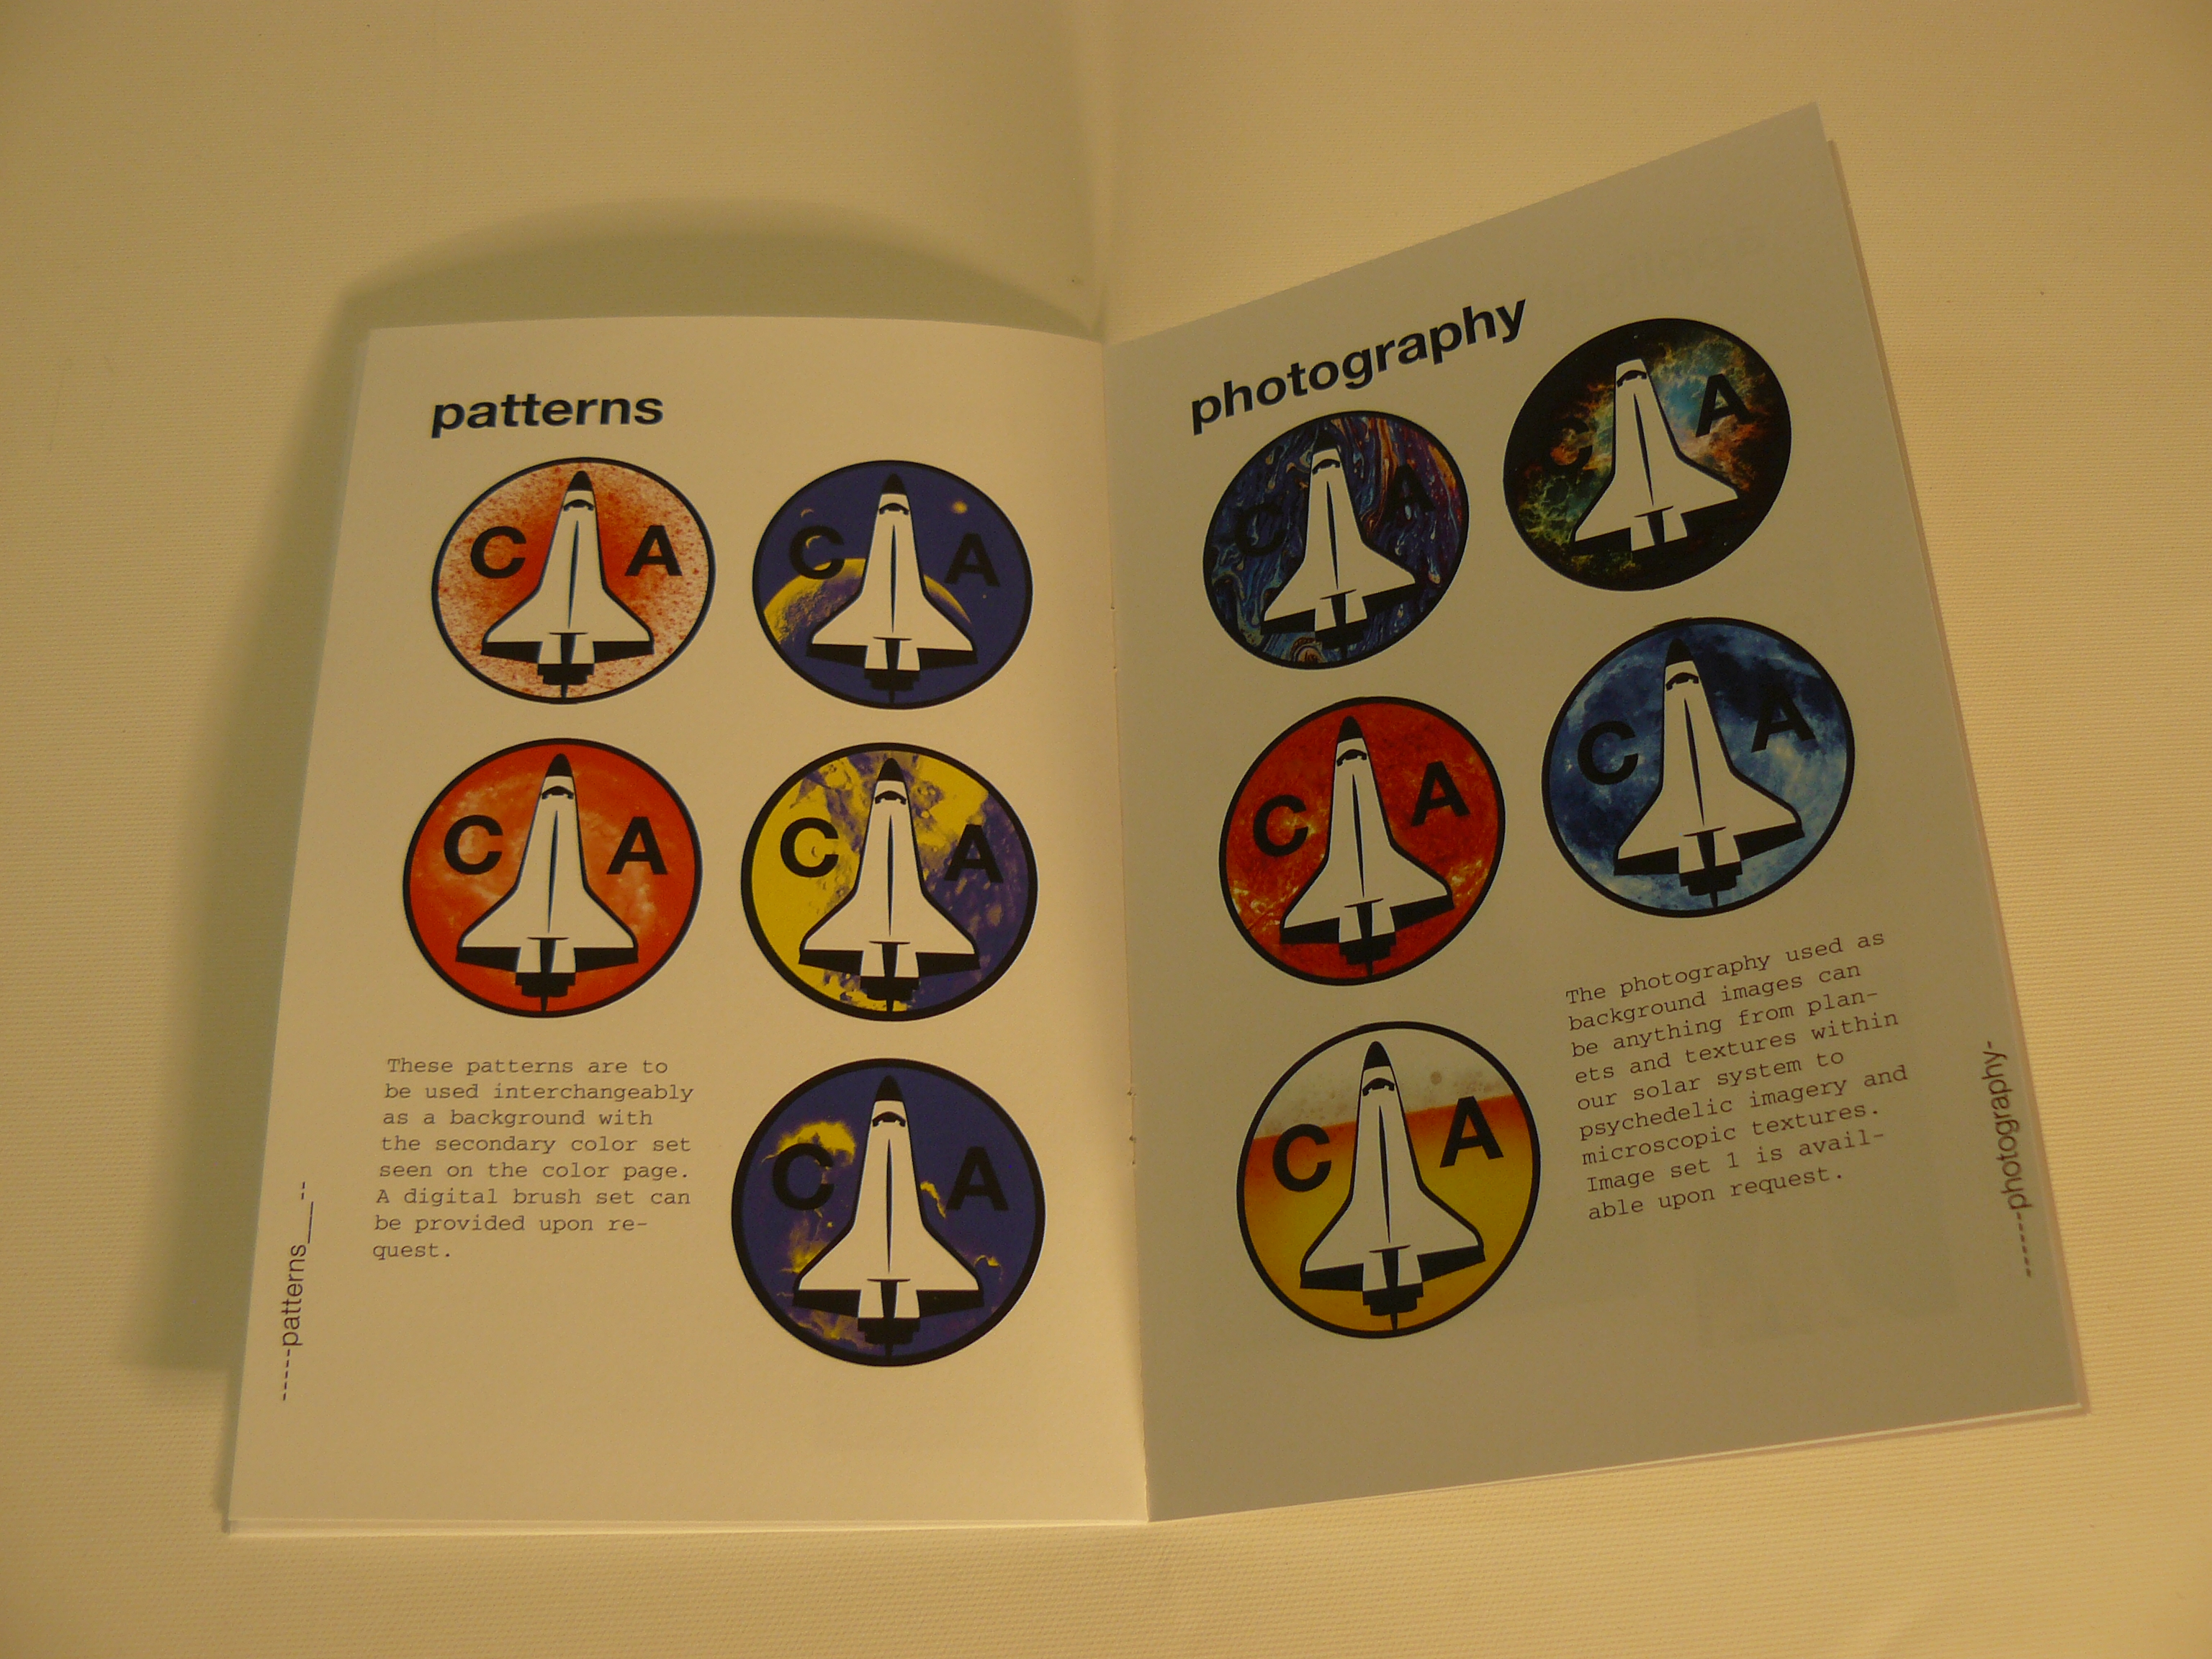 patterns
C A
C A
C A
C A
C A
These patterns are to
be used interchangeably
as a background with
the secondary color set
seen on the color page.
A digital brush set can
be provided upon re-
quest.
-----patterns___--
photography
C A
C A
C A
C A
C A
The photography used as
background images can
be anything from plan-
ets and textures within
our solar system to
psychedelic imagery and
microscopic textures.
Image set 1 is avail-
able upon request.
------photography-